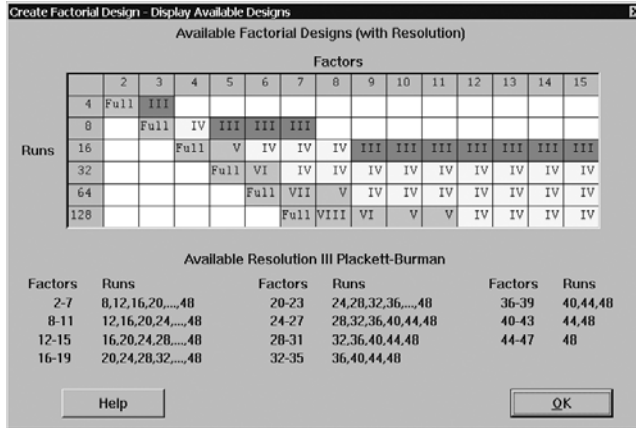 Create Factorial Design - Display Available Designs
Available Factorial Designs (with Resolution)
Factors
2 3 4 5 6 7 8 9 10 11 12 13 14 15
4 Full III
8 Full IV III III III
Runs 16 Full V IV IV IV III III III III III III III
32 Full VI IV IV IV IV IV IV IV IV IV
64 Full VII V IV IV IV IV IV IV IV
128 Full VIII VI V V IV IV IV IV
Available Resolution III Plackett-Burman
Factors Runs Factors Runs Factors Runs
2-7 8,12,16,20,...,48 20-23 24,28,32,36,...,48 36-39 40,44,48
8-11 12,16,20,24,...,48 24-27 28,32,36,40,44,48 40-43 44,48
12-15 16,20,24,28,...,48 28-31 32,36,40,44,48 44-47 48
16-19 20,24,28,32,...,48 32-35 36,40,44,48
Help OK